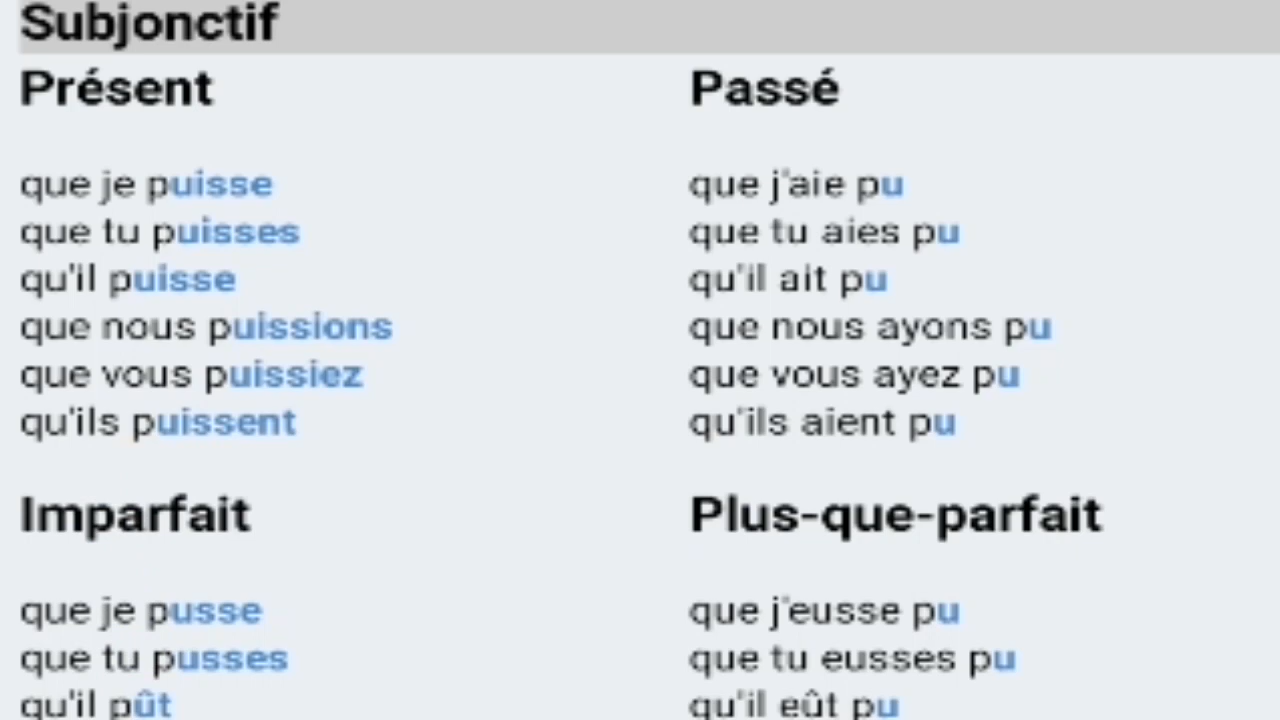 Subjonctif
Présent
que je puisse
que tu puisses
qu'il puisse
que nous puissions
que vous puissiez
qu'ils puissent
Passé
que j'aie pu
que tu aies pu
qu'il ait pu
que nous ayons pu
que vous ayez pu
qu'ils aient pu
Imparfait
que je pusse
que tu pusses
qu'il pût
Plus-que-parfait
que j'eusse pu
que tu eusses pu
qu'il eût pu